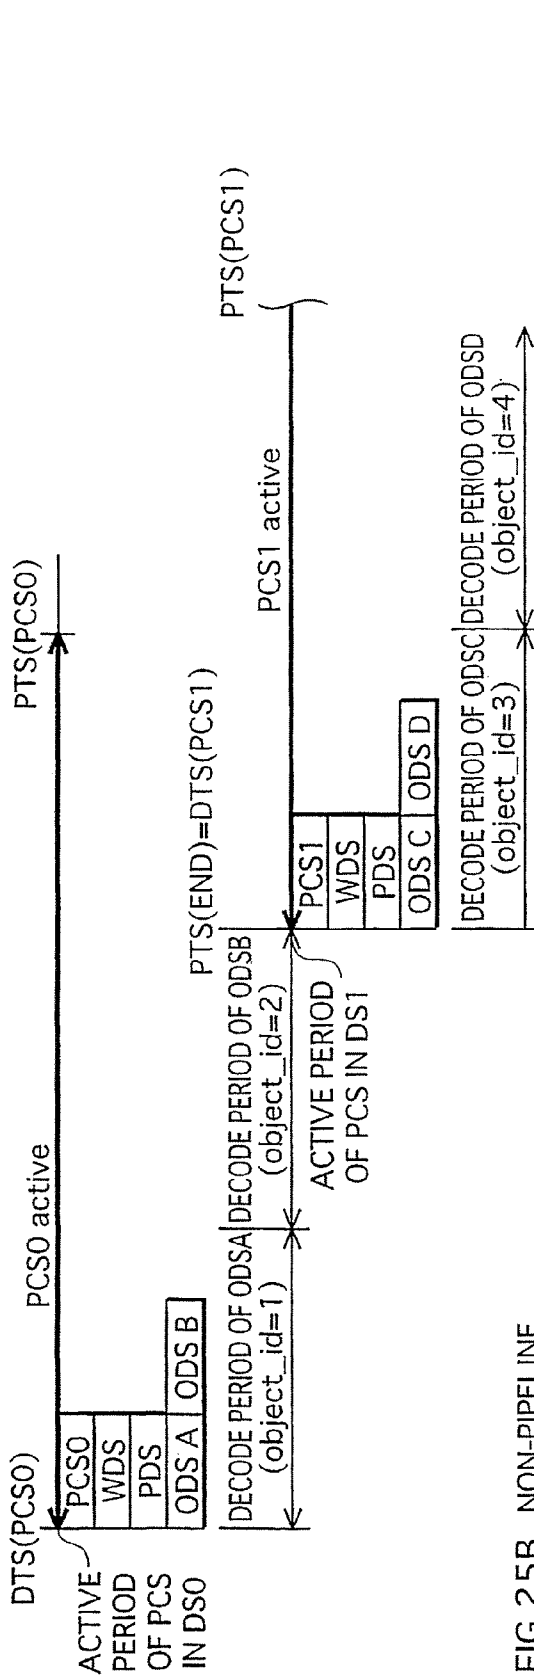 DTS(PCS0)
PCS0 active
PTS(PCS0)
ACTIVE
PERIOD
OF PCS
IN DS0
PCS0
WDS
PDS
ODS A
ODS B
DECODE PERIOD OF ODSA
(object_id=1)
DECODE PERIOD OF ODSB
(object_id=2)
PTS(END)=DTS(PCS1)
PCS1 active
PTS(PCS1)
ACTIVE PERIOD
OF PCS IN DS1
PCS1
WDS
PDS
ODS C
ODS D
DECODE PERIOD OF ODSC
(object_id=3)
DECODE PERIOD OF ODSD
(object_id=4)
FIG.25B NON-PIPELINE